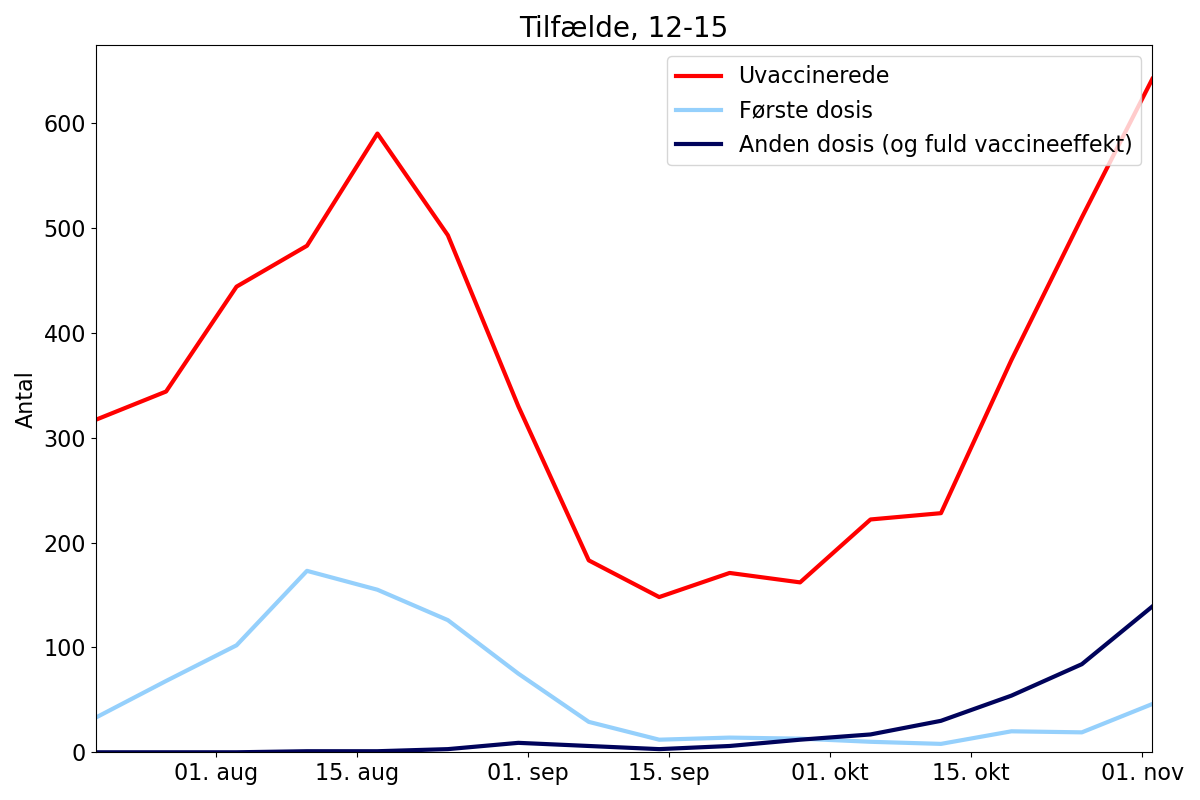 Tilfælde, 12-15
Uvaccinerede
Første dosis
Anden dosis (og fuld vaccineeffekt)
Antal
600
500
400
300
200
100
0
01. aug
15. aug
01. sep
15. sep
01. okt
15. okt
01. nov